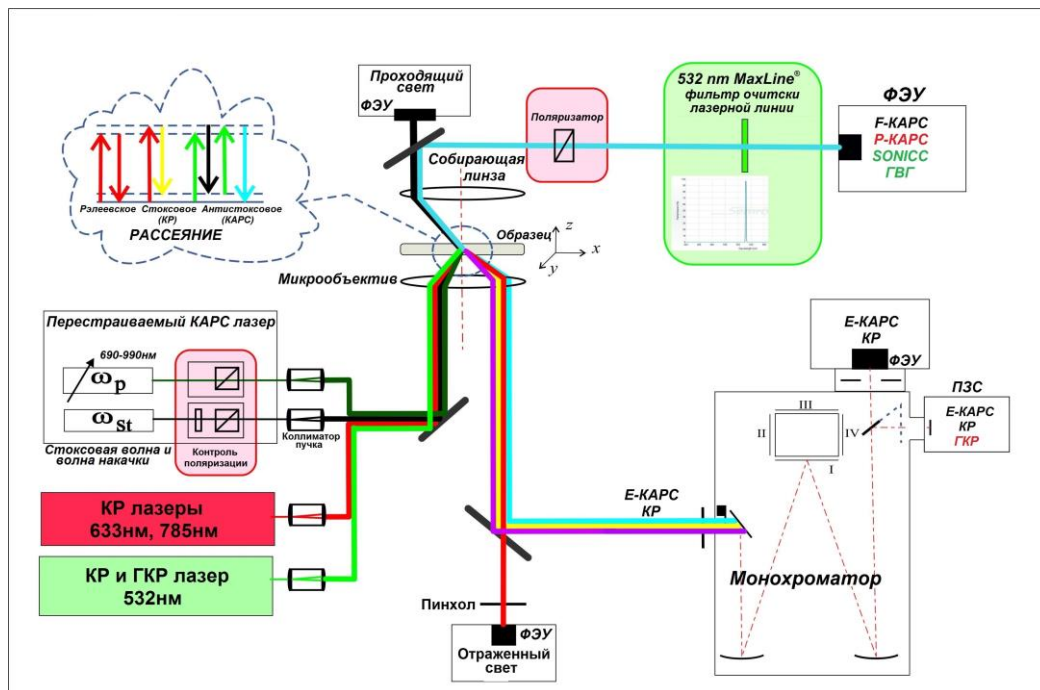 Проходящий
свет
ФЭУ
Поляризатор
532 nm MaxLine®
фильтр очитски
лазерной линии
ФЭУ
F-КАРС
P-КАРС
SONICC
ГВГ
Собирающая
линза
Рэлеевское
Стоксовое
(КР)
Антистоксовое
(КАРС)
РАССЕЯНИЕ
Образец
z
x
y
Микрообъектив
Перестраиваемый КАРС лазер
690-990нм
ωp
ωSt
Стоксовая волна и
волна накачки
Контроль
поляризации
Коллиматор
пучка
КР лазеры
633нм, 785нм
КР и ГКР лазер
532нм
Е-КАРС
КР
ФЭУ
ПЗС
Е-КАРС
КР
ГКР
III
II
IV
I
Е-КАРС
КР
Монохроматор
Пинхол
ФЭУ
Отраженный
свет